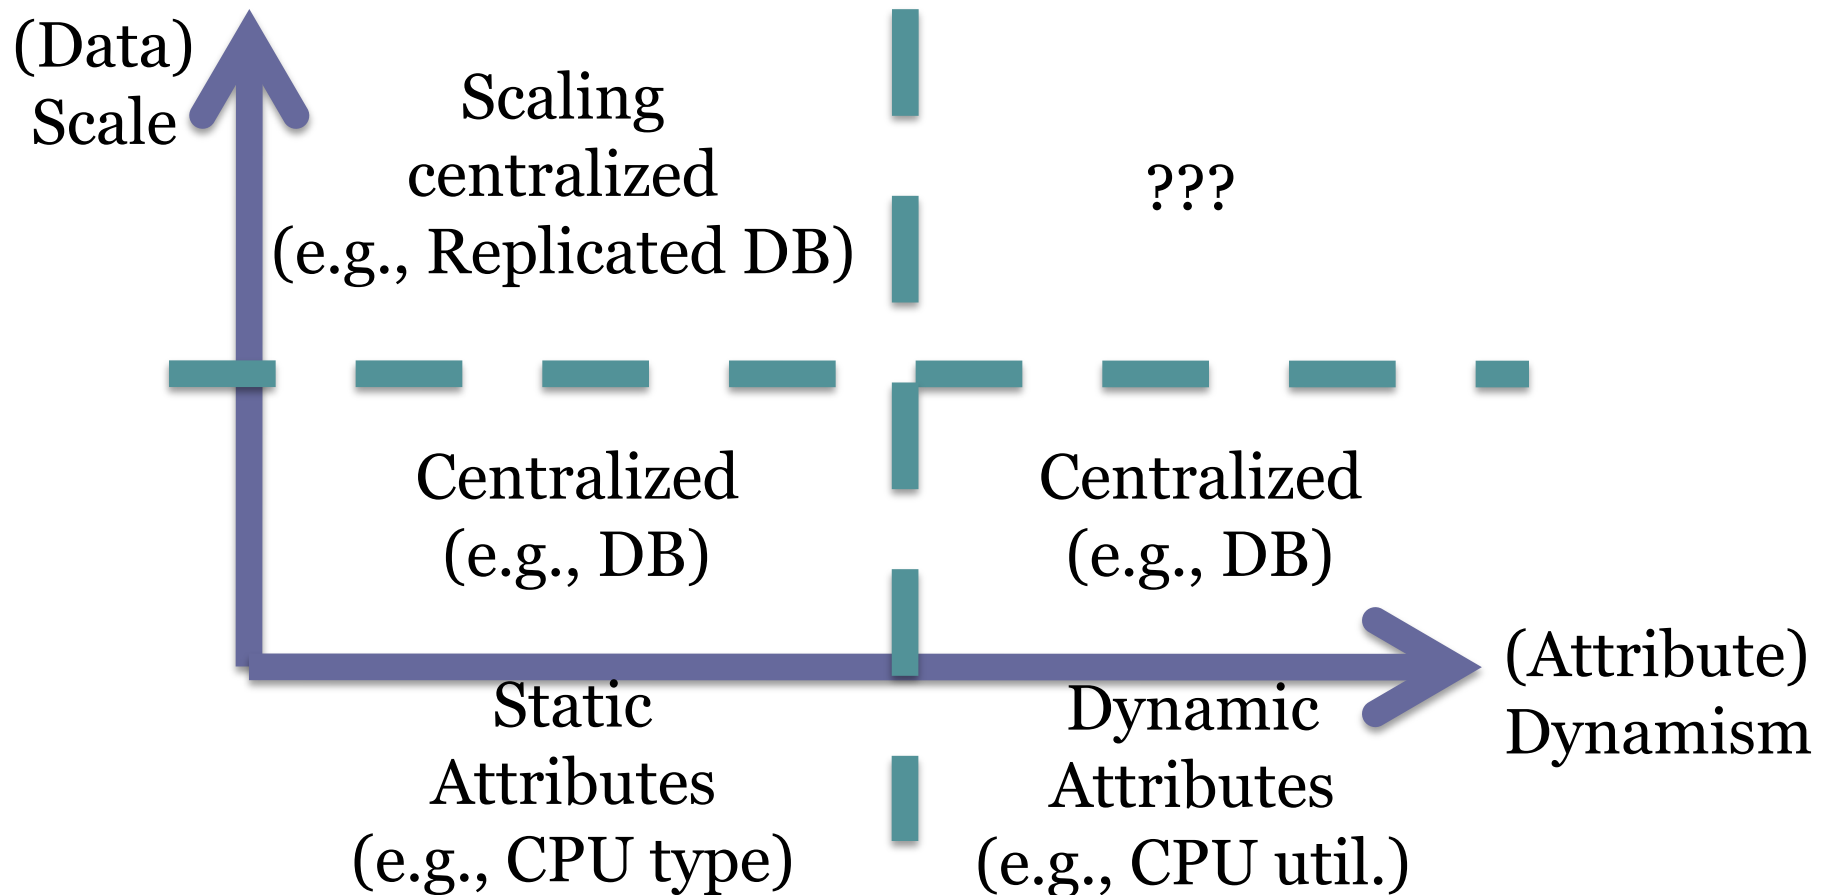 (Data)
Scale
Scaling
centralized
(e.g., Replicated DB)
???
Centralized
(e.g., DB)
Centralized
(e.g., DB)
(Attribute)
Dynamism
Static
Attributes
(e.g., CPU type)
Dynamic
Attributes
(e.g., CPU util.)